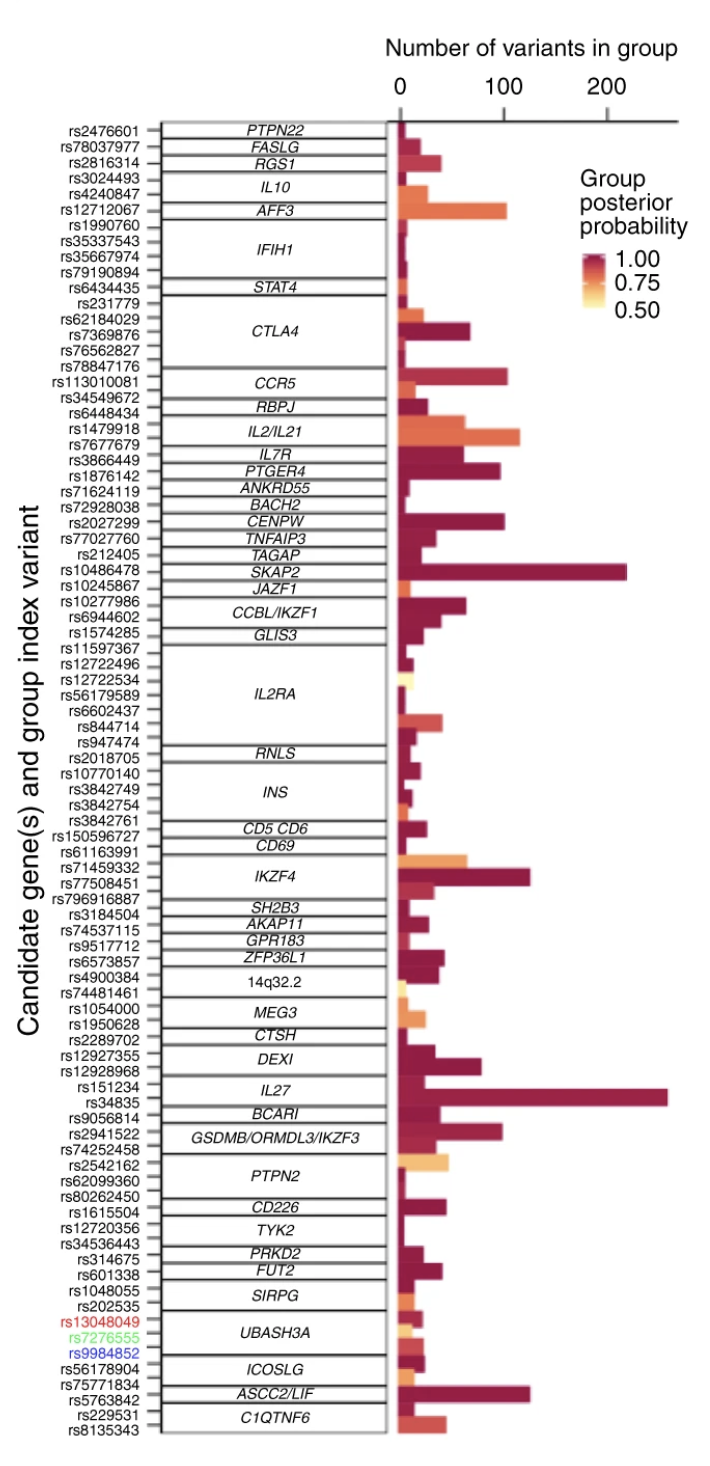 Number of variants in group
0 100 200
Group
posterior
probability
1.00
0.75
0.50
Candidate gene(s) and group index variant
rs2476601
rs78037977
rs2816314
rs3024493
rs4240847
rs12712067
rs1990760
rs35337543
rs35667974
rs79190894
rs6434435
rs231779
rs62184029
rs7369876
rs76562827
rs78847176
rs113010081
rs34549672
rs6448434
rs1479918
rs7677679
rs3866449
rs1876142
rs71624119
rs72928038
rs2027299
rs77027760
rs212405
rs10486478
rs10245867
rs10277986
rs6944602
rs1574285
rs11597367
rs12722496
rs12722534
rs56179589
rs6602437
rs844714
rs947474
rs2018705
rs10770140
rs3842749
rs3842754
rs3842761
rs150596727
rs61163991
rs71459332
rs77508451
rs796916887
rs3184504
rs74537115
rs9517712
rs6573857
rs4900384
rs74481461
rs1054000
rs1950628
rs2289702
rs12927355
rs12928968
rs151234
rs34835
rs9056814
rs2941522
rs74252458
rs2542162
rs62099360
rs80262450
rs1615504
rs12720356
rs34536443
rs314675
rs601338
rs1048055
rs202535
rs13048049
rs7276555
rs9984852
rs56178904
rs75771834
rs5763842
rs229531
rs8135343
PTPN22
FASLG
RGS1
IL10
AFF3
IFIH1
STAT4
CTLA4
CCR5
RBPJ
IL2/IL21
IL7R
PTGER4
ANKRD55
BACH2
CENPW
TNFAIP3
TAGAP
SKAP2
JAZF1
CCBL/IKZF1
GLIS3
IL2RA
RNLS
INS
CD5 CD6
CD69
IKZF4
SH2B3
AKAP11
GPR183
ZFP36L1
14q32.2
MEG3
CTSH
DEXI
IL27
BCARI
GSDMB/ORMDL3/IKZF3
PTPN2
CD226
TYK2
PRKD2
FUT2
SIRPG
UBASH3A
ICOSLG
ASCC2/LIF
C1QTNF6